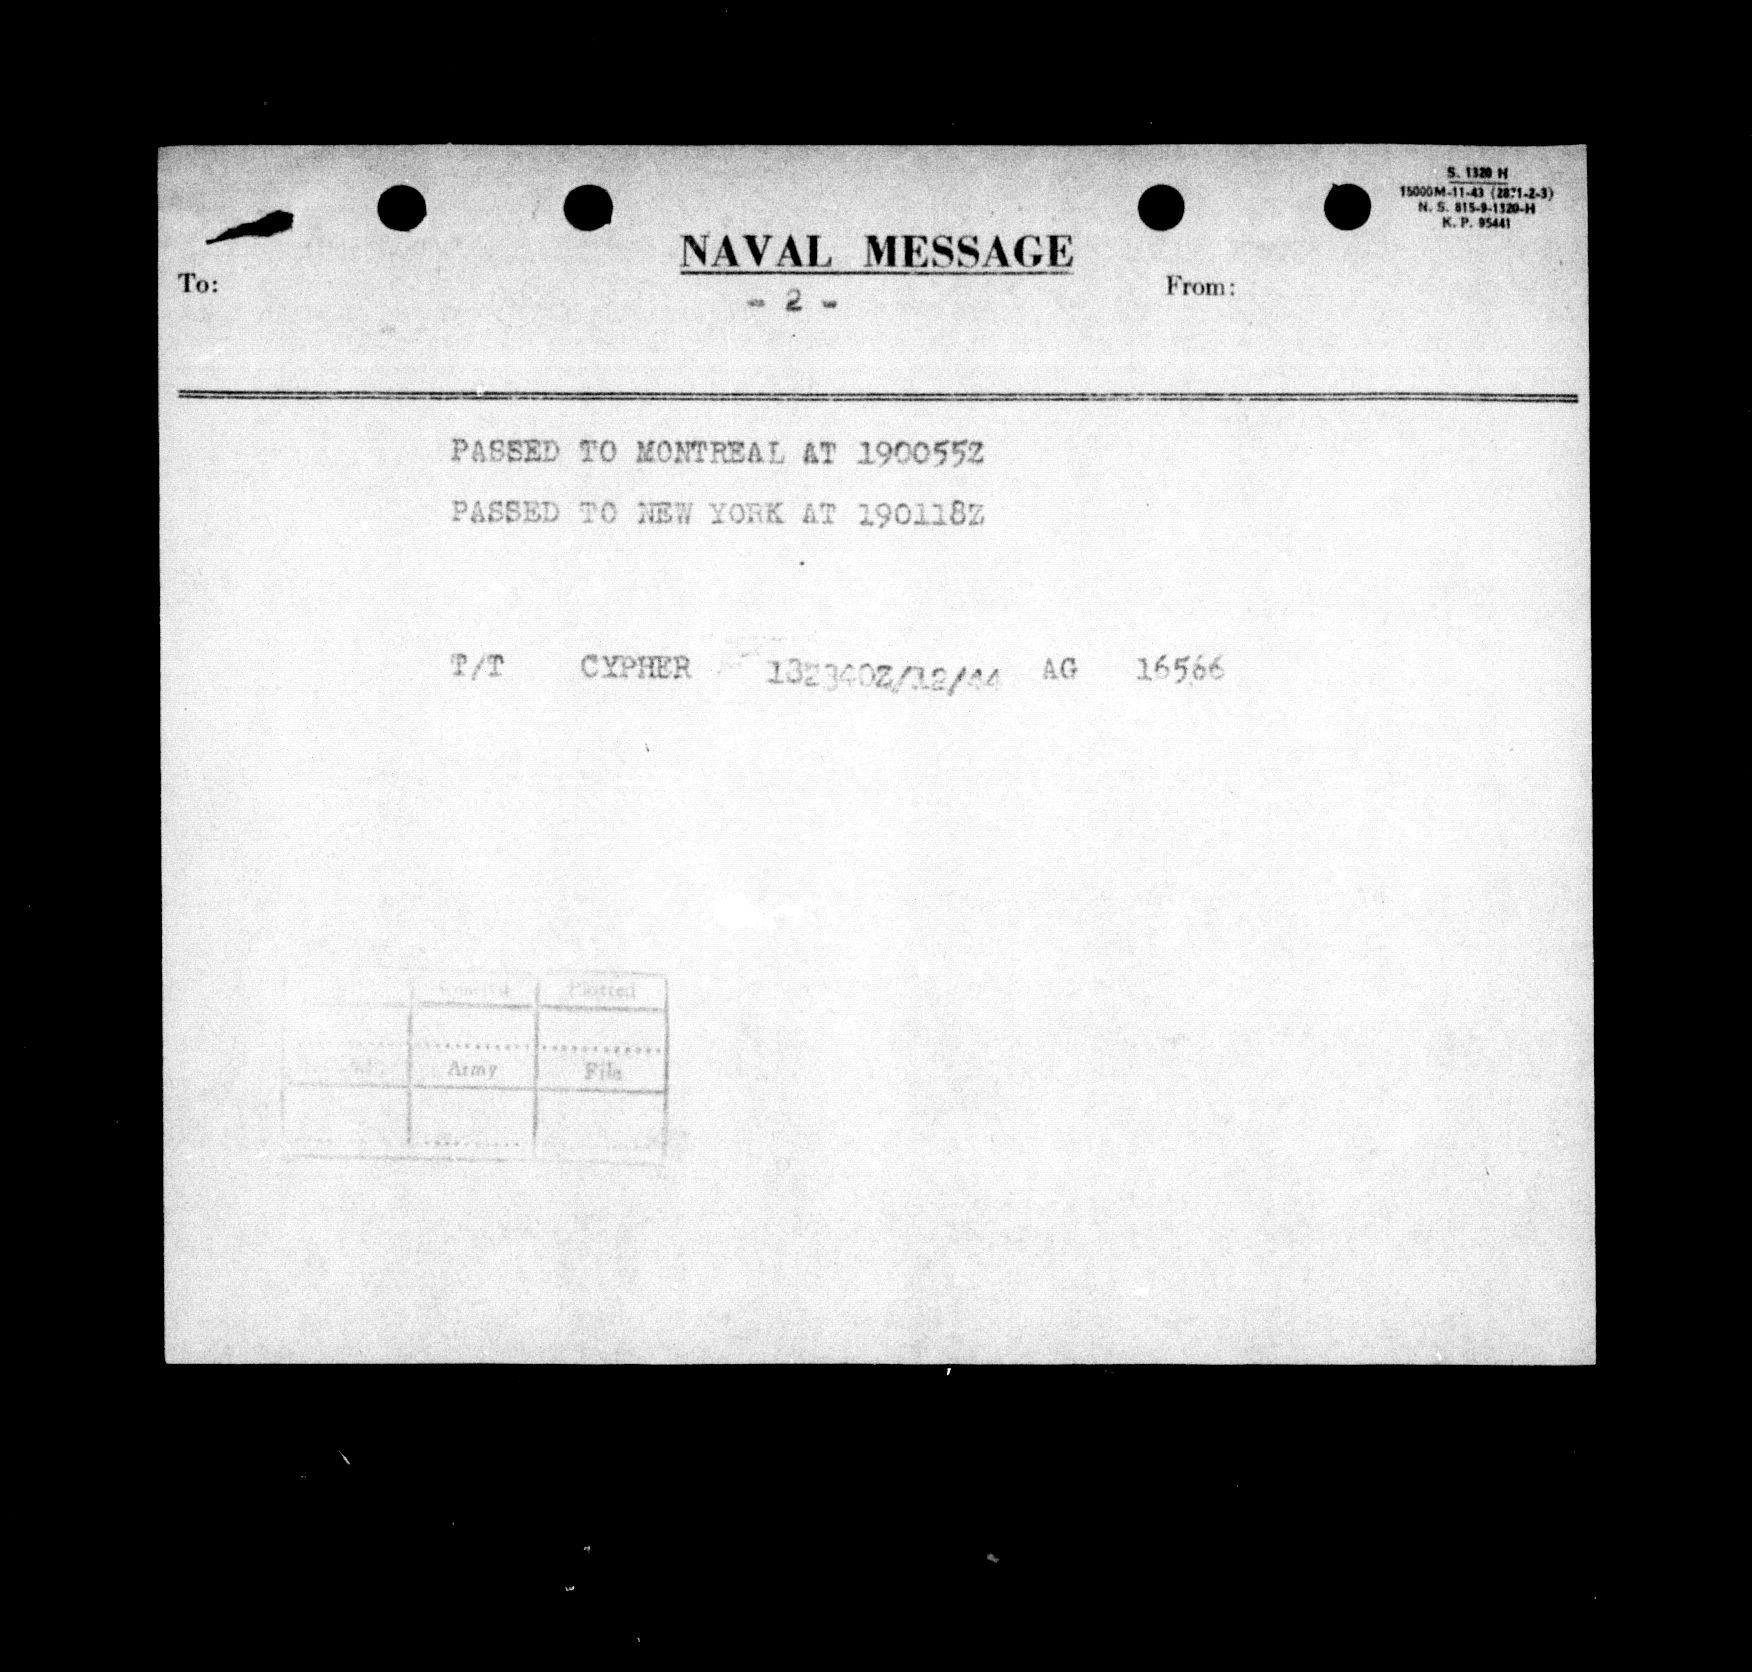 S. 1320 H
15000M-11-43 (2871-2-3)
N. S. 815-9-1320-H
K. P. 95441
NAVAL MESSAGE
To:
From:
- 2 -
PASSED TO MONTREAL AT 190055Z
PASSED TO NEW YORK AT 190118Z
T/T CYPHER 182340Z/12/44 AG 16566
Plotted
Army File